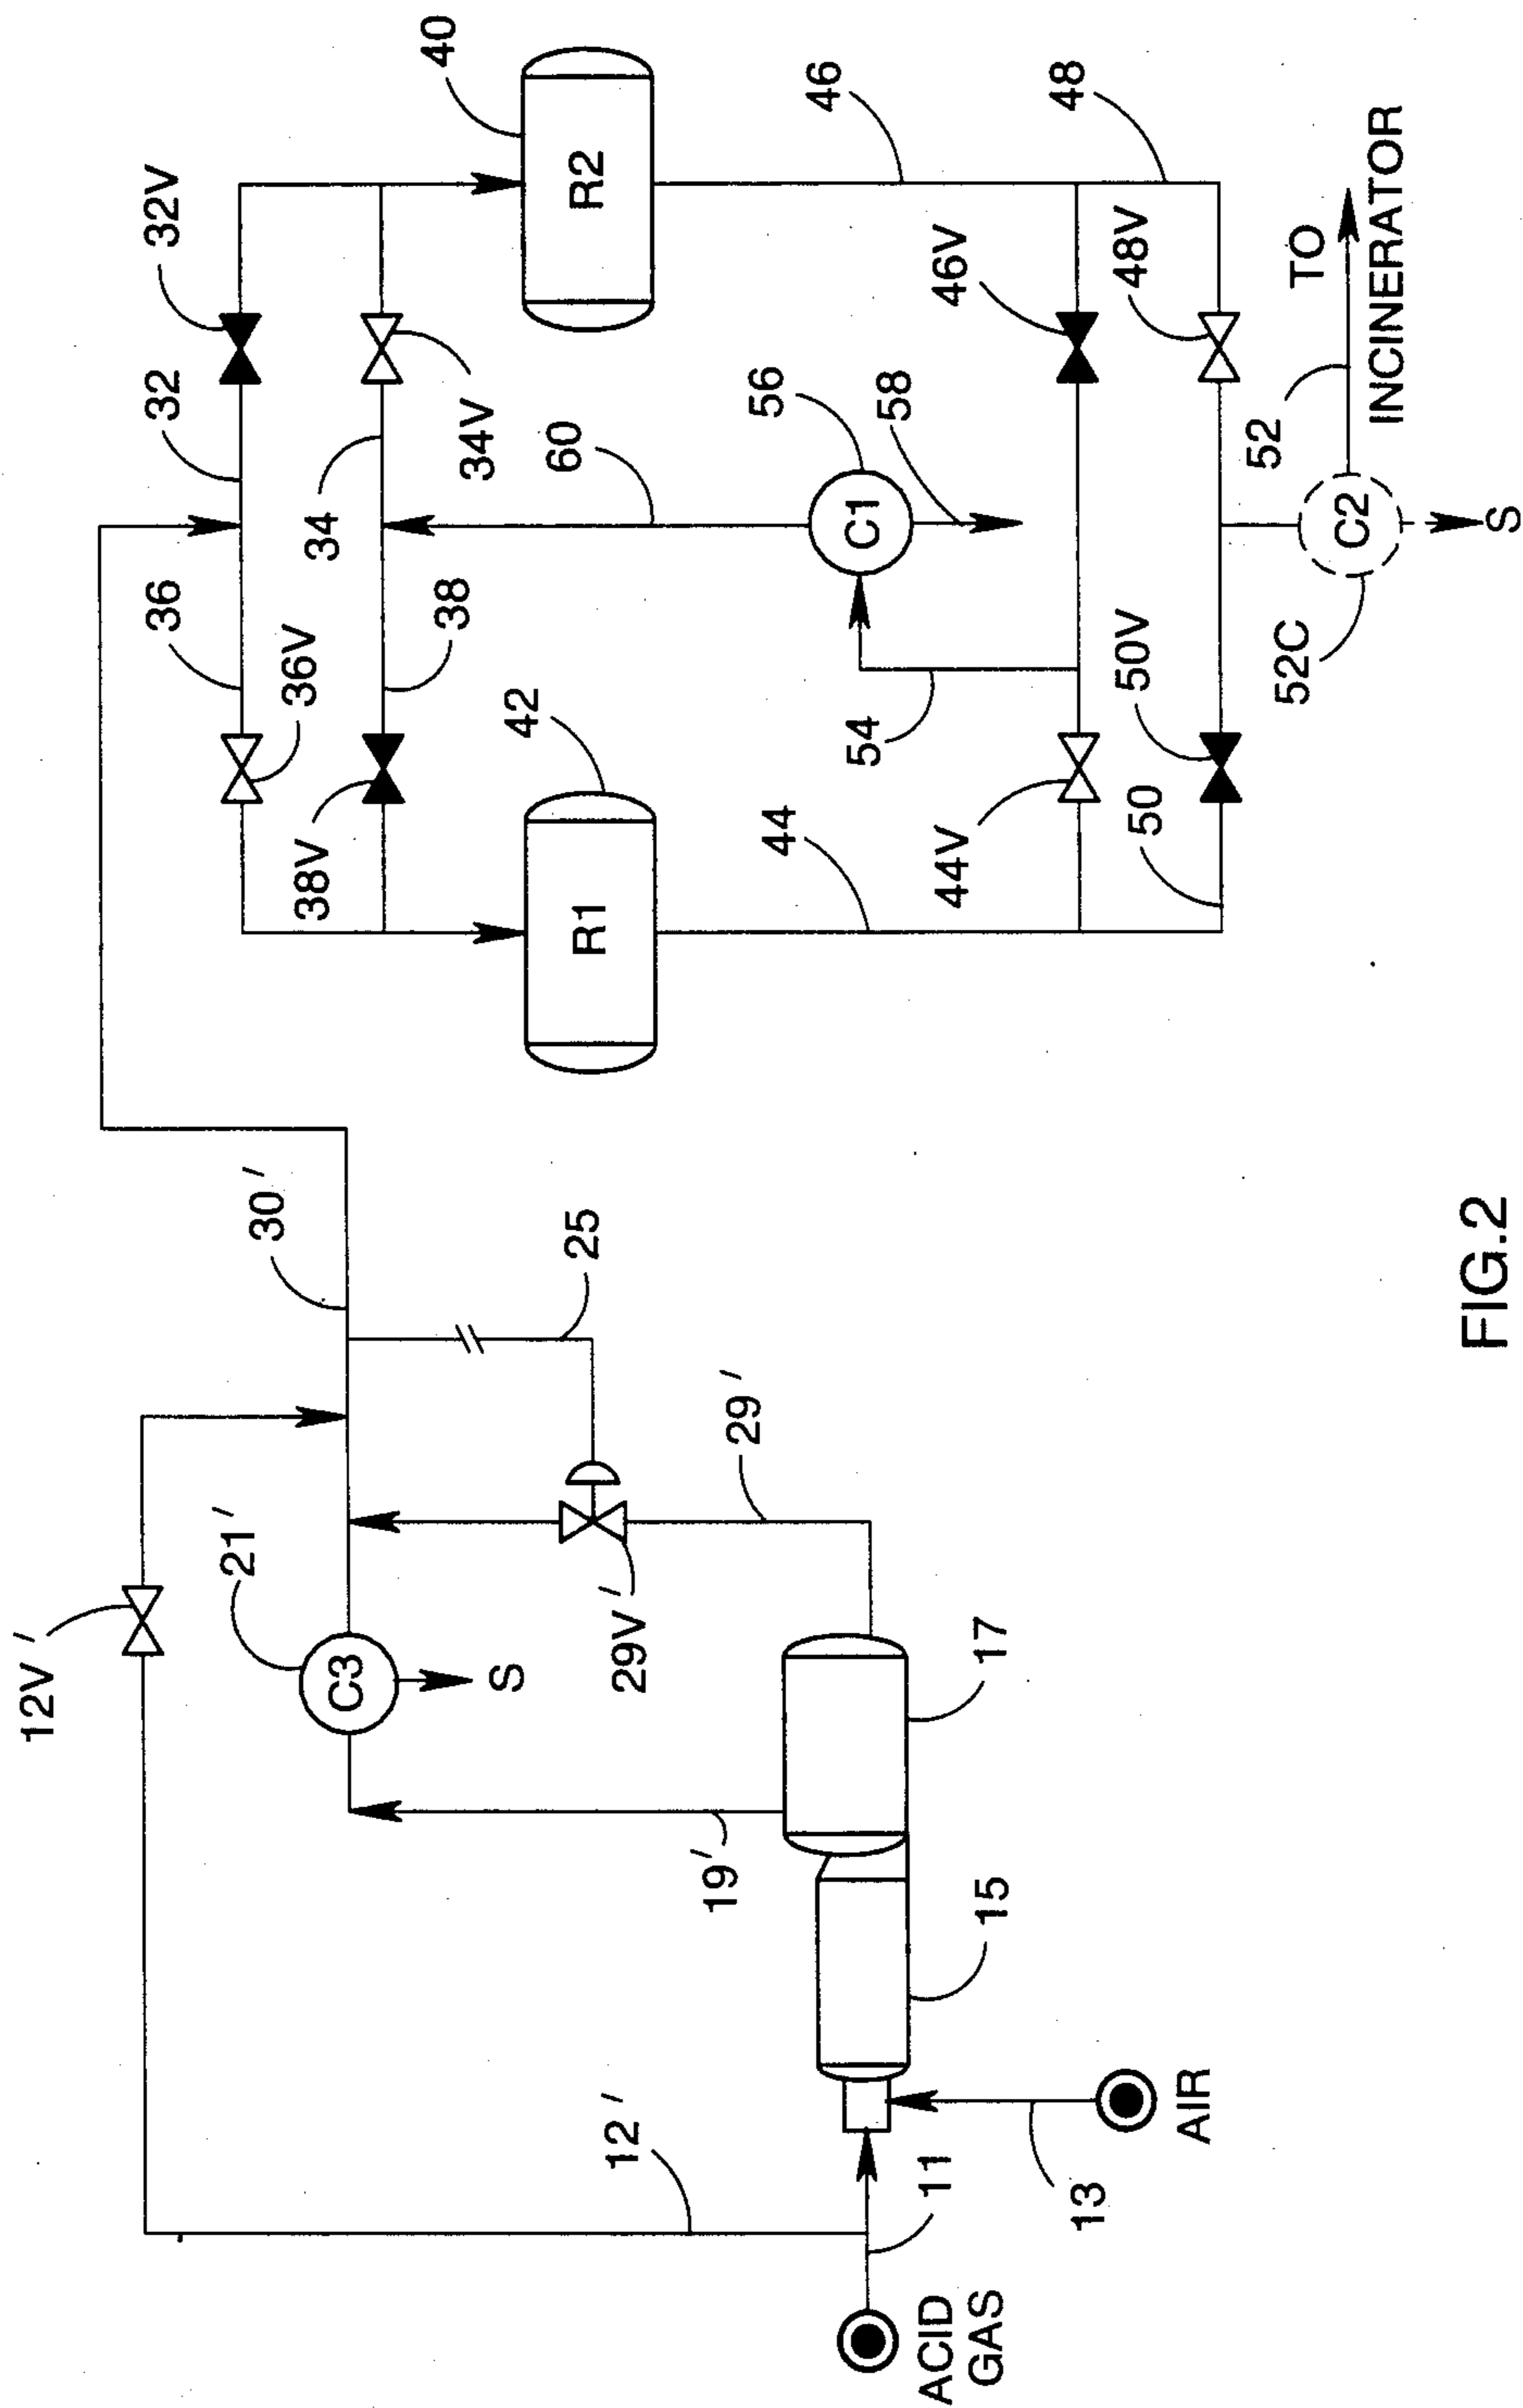 12V'
12'
ACID
GAS
11
13
AIR
15
17
19'
21'
C3
S
29V'
29'
25
30'
36
32
32V
36V
34
34V
38V
38
40
R2
42
R1
60
56
C1
58
54
44
44V
46
46V
48
48V
50V
50
52C
C2
S
52
TO
INCINERATOR
FIG.2